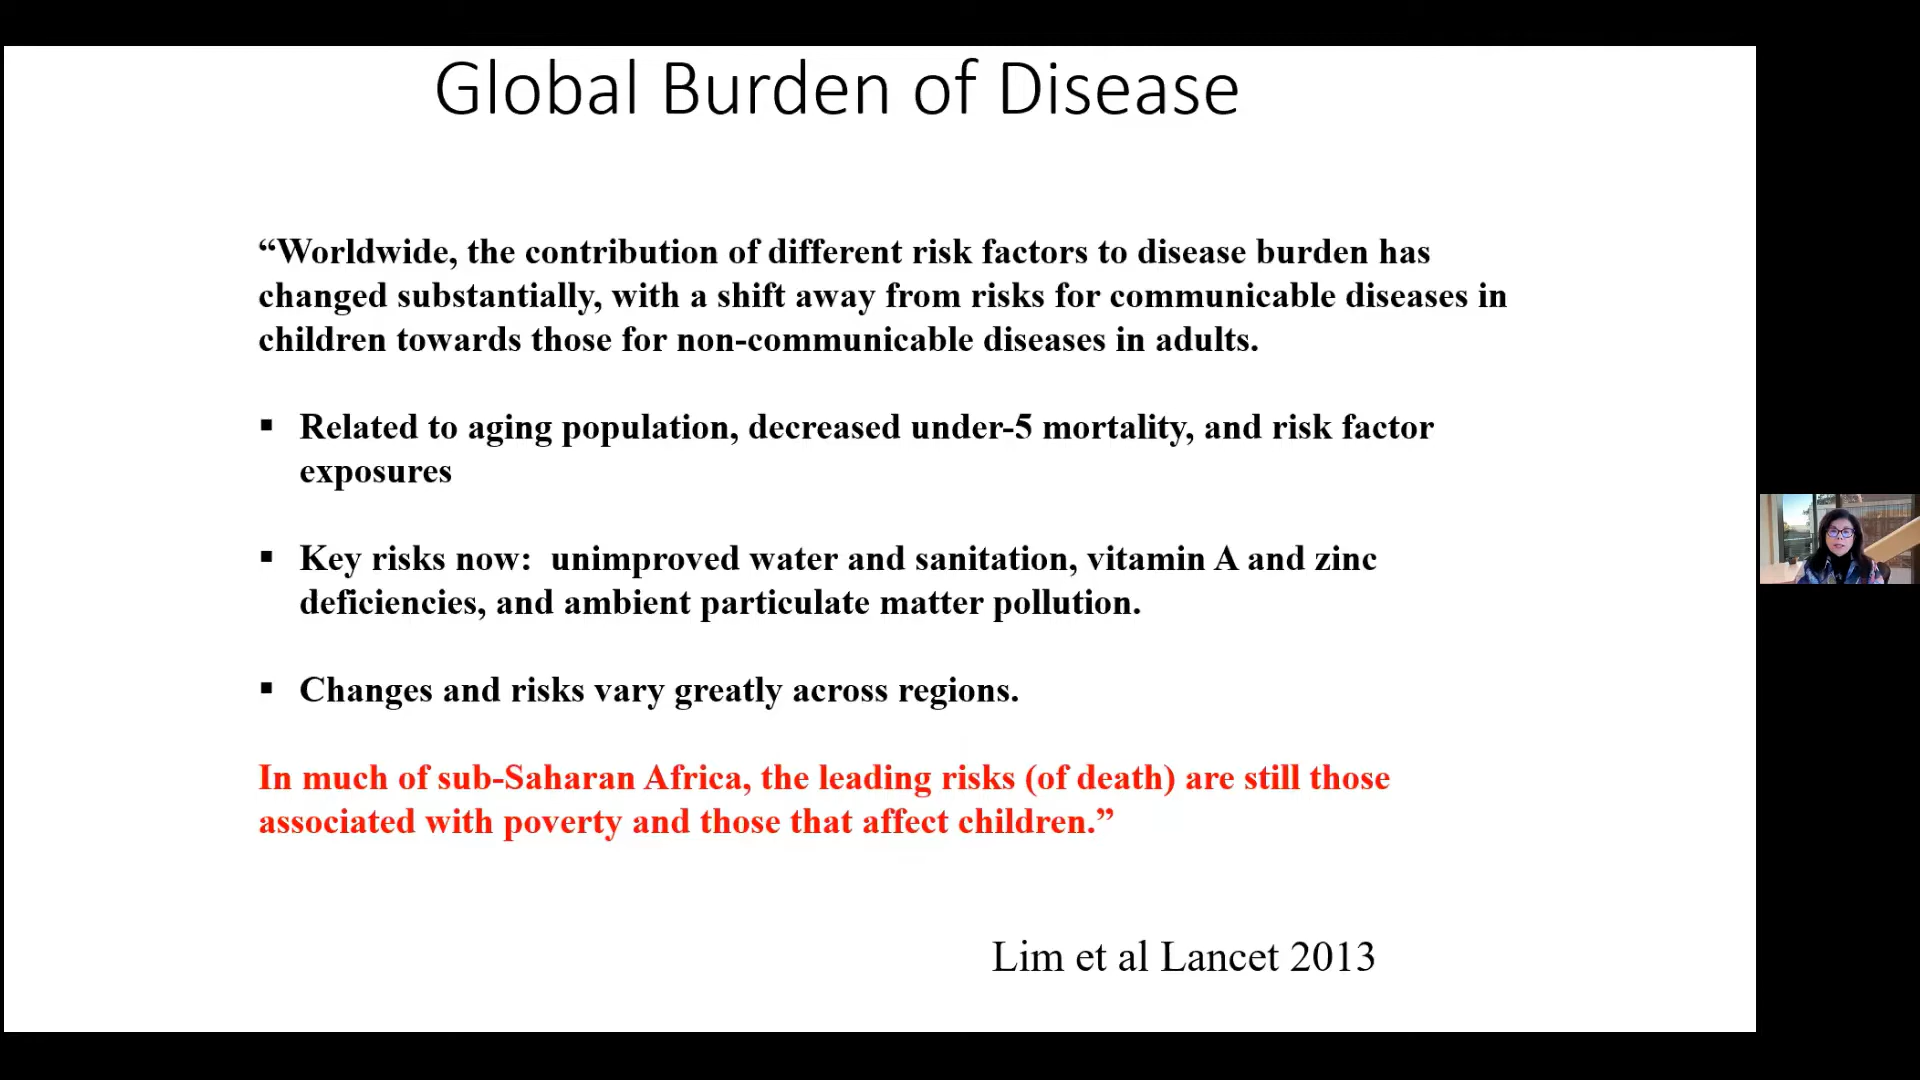 Global Burden of Disease
“Worldwide, the contribution of different risk factors to disease burden has
changed substantially, with a shift away from risks for communicable diseases in
children towards those for non-communicable diseases in adults.
▪ Related to aging population, decreased under-5 mortality, and risk factor
exposures
▪ Key risks now:  unimproved water and sanitation, vitamin A and zinc
deficiencies, and ambient particulate matter pollution.
▪ Changes and risks vary greatly across regions.
In much of sub-Saharan Africa, the leading risks (of death) are still those
associated with poverty and those that affect children.”
Lim et al Lancet 2013